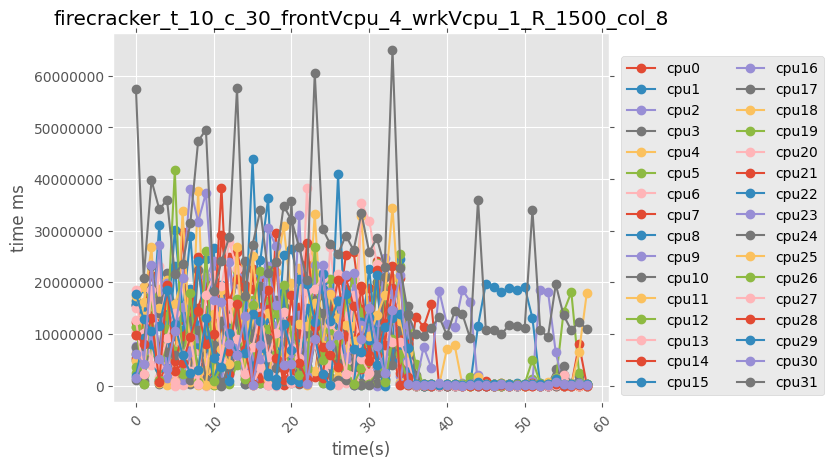 firecracker_t_10_c_30_frontVcpu_4_wrkVcpu_1_R_1500_col_8
time ms
60000000
50000000
40000000
30000000
20000000
10000000
0
0
10
20
30
40
50
60
time(s)
cpu0
cpu1
cpu2
cpu3
cpu4
cpu5
cpu6
cpu7
cpu8
cpu9
cpu10
cpu11
cpu12
cpu13
cpu14
cpu15
cpu16
cpu17
cpu18
cpu19
cpu20
cpu21
cpu22
cpu23
cpu24
cpu25
cpu26
cpu27
cpu28
cpu29
cpu30
cpu31